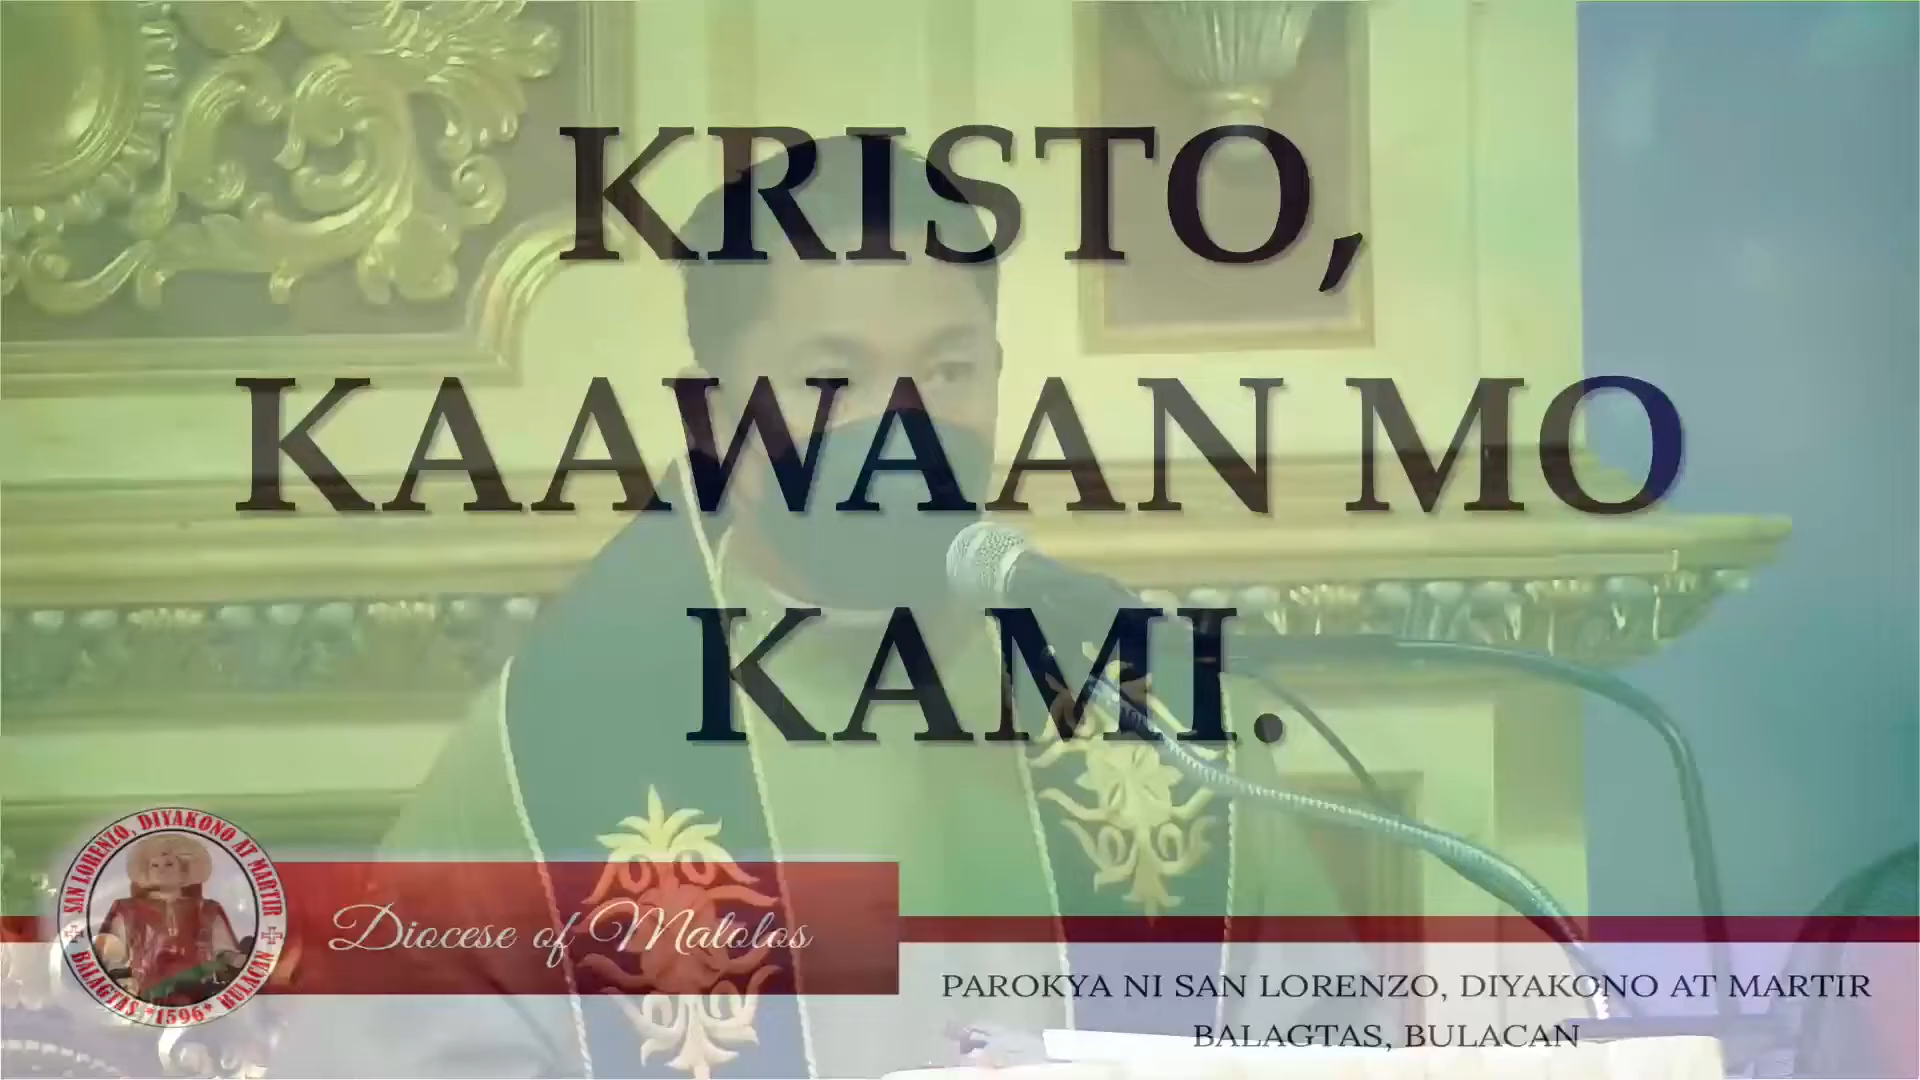 KRISTO,
KAAWAAN MO
KAMI.
SAN LORENZO, DIYAKONO AT MARTIR
BALAGTAS *1596* BULACAN
Diocese of Malolos
PAROKYA NI SAN LORENZO, DIYAKONO AT MARTIR
BALAGTAS, BULACAN